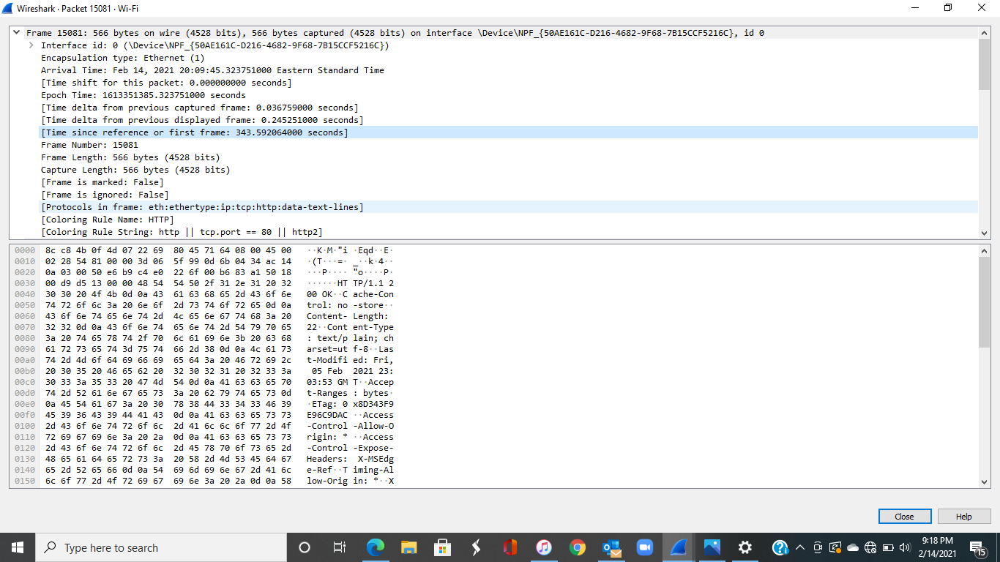 Wireshark · Packet 15081 · Wi-Fi
Frame 15081: 566 bytes on wire (4528 bits), 566 bytes captured (4528 bits) on interface \Device\NPF_{50AE161C-D216-4682-9F68-7B15CCF5216C}, id 0
Interface id: 0 (\Device\NPF_{50AE161C-D216-4682-9F68-7B15CCF5216C})
Encapsulation type: Ethernet (1)
Arrival Time: Feb 14, 2021 20:09:45.323751000 Eastern Standard Time
[Time shift for this packet: 0.000000000 seconds]
Epoch Time: 1613351385.323751000 seconds
[Time delta from previous captured frame: 0.036759000 seconds]
[Time delta from previous displayed frame: 0.245251000 seconds]
[Time since reference or first frame: 343.592064000 seconds]
Frame Number: 15081
Frame Length: 566 bytes (4528 bits)
Capture Length: 566 bytes (4528 bits)
[Frame is marked: False]
[Frame is ignored: False]
[Protocols in frame: eth:ethertype:ip:tcp:http:data-text-lines]
[Coloring Rule Name: HTTP]
[Coloring Rule String: http || tcp.port == 80 || http2]
0000 8c c8 4b 0f 4d 07 22 69 80 45 71 64 08 00 45 00 ··K·M·"i ·Eqd··E·
0010 02 28 54 81 00 00 3d 06 5f 99 0d 6b 04 34 ac 14 ·(T···=· _··k·4··
0020 0a 03 00 50 e6 b9 c4 e0 22 6f 00 b6 83 a1 50 18 ···P···· "o····P·
0030 00 d9 d5 13 00 00 48 54 54 50 2f 31 2e 31 20 32 ······HT TP/1.1 2
0040 30 30 20 4f 4b 0d 0a 43 61 63 68 65 2d 43 6f 6e 00 OK··C ache-Con
0050 74 72 6f 6c 3a 20 6e 6f 2d 73 74 6f 72 65 0d 0a trol: no -store··
0060 43 6f 6e 74 65 6e 74 2d 4c 65 6e 67 74 68 3a 20 Content- Length:
0070 32 32 0d 0a 43 6f 6e 74 65 6e 74 2d 54 79 70 65 22··Cont ent-Type
0080 3a 20 74 65 78 74 2f 70 6c 61 69 6e 3b 20 63 68 : text/p lain; ch
0090 61 72 73 65 74 3d 75 74 66 2d 38 0d 0a 4c 61 73 arset=ut f-8··Las
00a0 74 2d 4d 6f 64 69 66 69 65 64 3a 20 46 72 69 2c t-Modifi ed: Fri,
00b0 20 30 35 20 46 65 62 20 32 30 32 31 20 32 33 3a 05 Feb 2021 23:
00c0 30 33 3a 35 33 20 47 4d 54 0d 0a 41 63 63 65 70 03:53 GM T··Accep
00d0 74 2d 52 61 6e 67 65 73 3a 20 62 79 74 65 73 0d t-Ranges : bytes·
00e0 0a 45 54 61 67 3a 20 30 78 38 44 33 34 33 46 39 ·ETag: 0 x8D343F9
00f0 45 39 36 43 39 44 41 43 0d 0a 41 63 63 65 73 73 E96C9DAC ··Access
0100 2d 43 6f 6e 74 72 6f 6c 2d 41 6c 6c 6f 77 2d 4f -Control -Allow-O
0110 72 69 67 69 6e 3a 20 2a 0d 0a 41 63 63 65 73 73 rigin: * ··Access
0120 2d 43 6f 6e 74 72 6f 6c 2d 45 78 70 6f 73 65 2d -Control -Expose-
0130 48 65 61 64 65 72 73 3a 20 58 2d 4d 53 45 64 67 Headers: X-MSEdg
0140 65 2d 52 65 66 0d 0a 54 69 6d 69 6e 67 2d 41 6c e-Ref··T iming-Al
0150 6c 6f 77 2d 4f 72 69 67 69 6e 3a 20 2a 0d 0a 58 low-Orig in: *··X
Close
Help
Type here to search
9:18 PM
2/14/2021
15